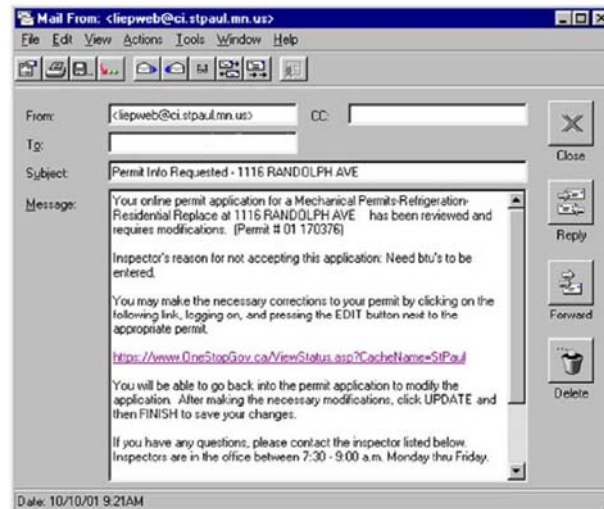 Mail From: <liepweb@ci.stpaul.mn.us>
File Edit View Actions Tools Window Help
From: <liepweb@ci.stpaul.mn.us> CC:
To:
Subject: Permit Info Requested - 1116 RANDOLPH AVE
Message:
Your online permit application for a Mechanical Permits-Refrigeration-
Residential Replace at 1116 RANDOLPH AVE has been reviewed and
requires modifications. (Permit # 01 170376)
Inspector's reason for not accepting this application: Need btu's to be
entered.
You may make the necessary corrections to your permit by clicking on the
following link, logging on, and pressing the EDIT button next to the
appropriate permit.
https://www.OneStopGov.ca/ViewStatus.asp?CacheName=StPaul
You will be able to go back into the permit application to modify the
application. After making the necessary modifications, click UPDATE and
then FINISH to save your changes.
If you have any questions, please contact the inspector listed below.
Inspectors are in the office between 7:30 - 9:00 a.m. Monday thru Friday.
Close
Reply
Forward
Delete
Date: 10/10/01 9:21AM